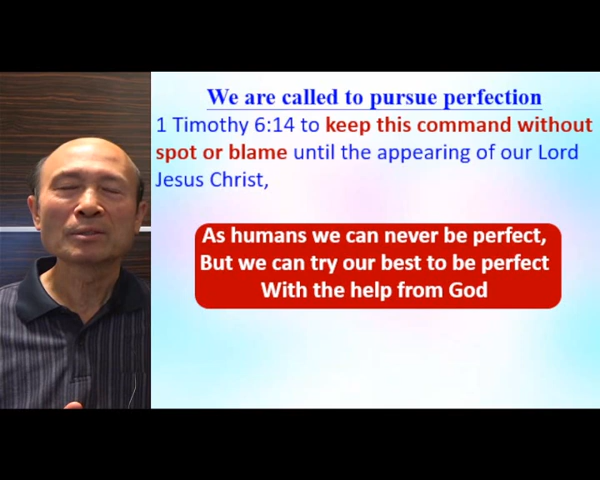 We are called to pursue perfection
1 Timothy 6:14 to keep this command without
spot or blame until the appearing of our Lord
Jesus Christ,
As humans we can never be perfect,
But we can try our best to be perfect
With the help from God